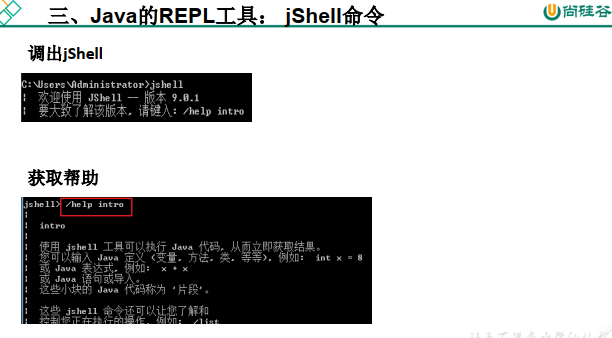 三、Java的REPL工具： jShell命令
尚硅谷
调出jShell
C:\Users\Administrator>jshell
|  欢迎使用 JShell -- 版本 9.0.1
|  要大致了解该版本, 请键入: /help intro
获取帮助
jshell> /help intro
|
|  intro
|
|  使用 jshell 工具可以执行 Java 代码，从而立即获取结果。
|  您可以输入 Java 定义（变量，方法，类，等等），例如： int x = 8
|  或 Java 表达式，例如： x + x
|  或 Java 语句或导入。
|  这些小块的 Java 代码称为 '片段'。
|
|  这些 jshell 命令还可以让您了解和
|  控制您正在执行的操作，例如： /list